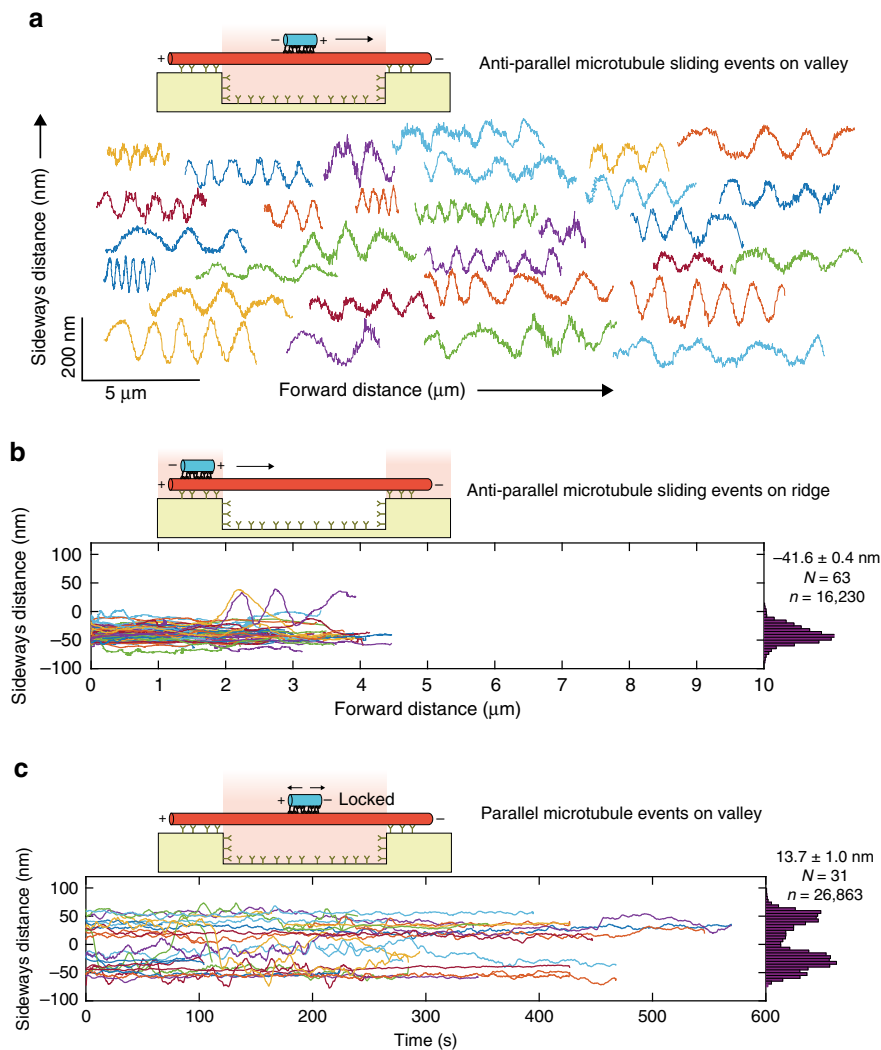 a
− +
+ −
Anti-parallel microtubule sliding events on valley
Sideways distance (nm)
200 nm
5 μm
Forward distance (μm)
b
− +
+ −
Anti-parallel microtubule sliding events on ridge
Sideways distance (nm)
100
50
0
−50
−100
0 1 2 3 4 5 6 7 8 9 10
Forward distance (μm)
−41.6 ± 0.4 nm
N = 63
n = 16,230
c
+ − Locked
+ −
Parallel microtubule events on valley
Sideways distance (nm)
100
50
0
−50
−100
0 100 200 300 400 500 600
Time (s)
13.7 ± 1.0 nm
N = 31
n = 26,863